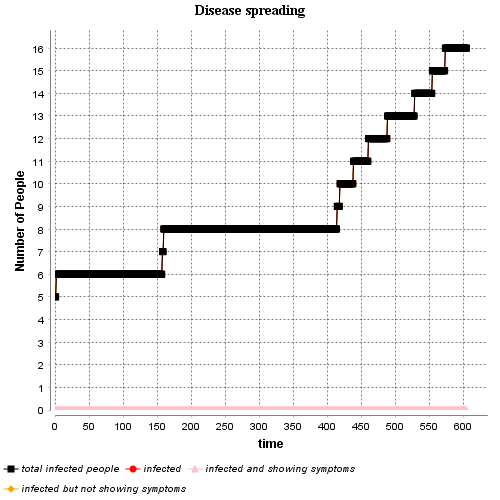 Disease spreading
16
15
14
13
12
11
10
9
8
7
6
5
4
3
2
1
0
Number of People
0 50 100 150 200 250 300 350 400 450 500 550 600
time
total infected people infected infected and showing symptoms
infected but not showing symptoms